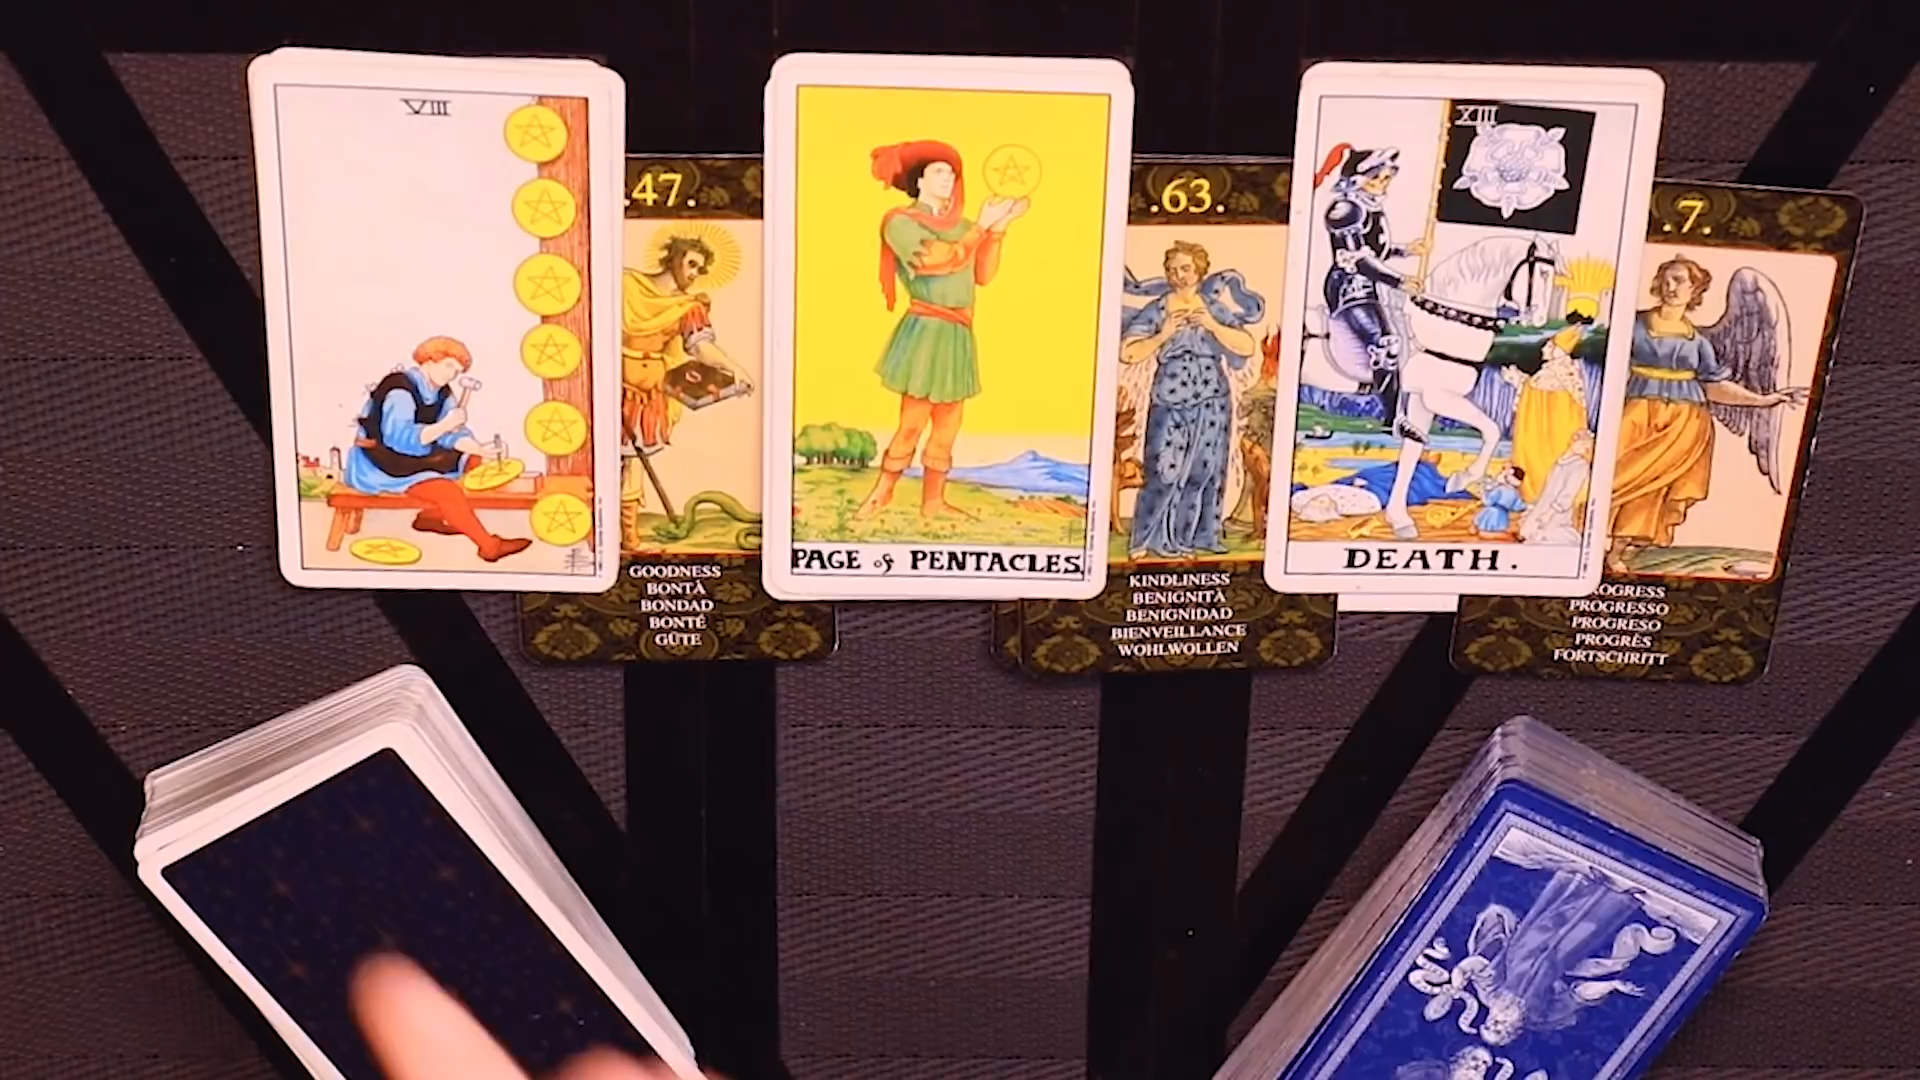 VIII
PAGE of PENTACLES
XIII
DEATH.
.47.
GOODNESS
BONTÀ
BONDAD
BONTÉ
GÜTE
.63.
KINDLINESS
BENIGNITÀ
BENIGNIDAD
BIENVEILLANCE
WOHLWOLLEN
.7.
ROGRESS
PROGRESSO
PROGRESO
PROGRÈS
FORTSCHRITT